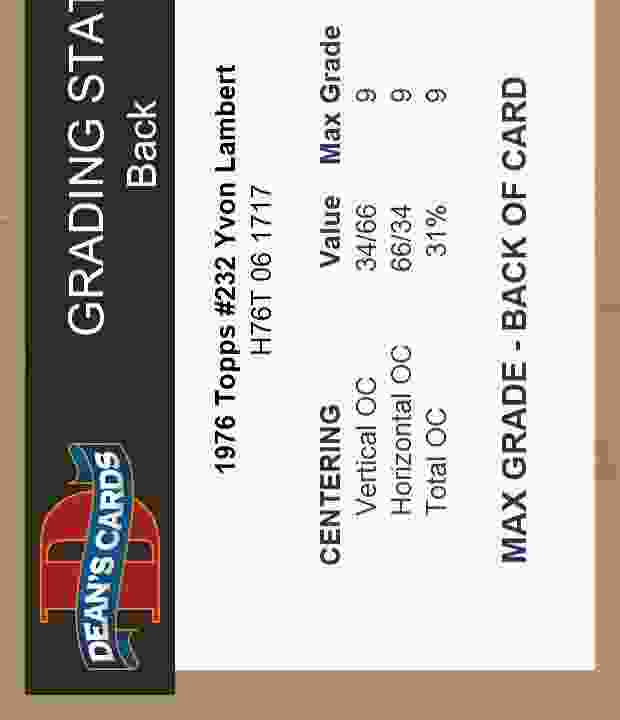 DEAN'S CARDS
GRADING STAT
Back
1976 Topps #232 Yvon Lambert
H76T 06 1717
CENTERING Value Max Grade
Vertical OC 34/66 9
Horizontal OC 66/34 9
Total OC 31% 9
MAX GRADE - BACK OF CARD